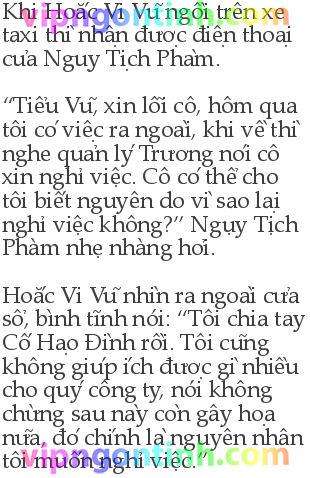 Khi Hoắc Vi Vũ ngồi trên xe
vipngontinh.com
taxi thì nhận được điện thoại
của Ngụy Tịch Phàm.
“Tiểu Vũ, xin lỗi cô, hôm qua
tôi có việc ra ngoài, khi về thì
nghe quản lý Trương nói cô
xin nghỉ việc. Cô có thể cho
tôi biết nguyên do vì sao lại
nghỉ việc không?” Ngụy Tịch
Phàm nhẹ nhàng hỏi.
Hoắc Vi Vũ nhìn ra ngoài cửa
sổ, bình tĩnh nói: “Tôi chia tay
Cố Hạo Đình rồi. Tôi cũng
không giúp ích được gì nhiều
cho quý công ty, nói không
chừng sau này còn gây họa
nữa, đó chính là nguyên nhân
vipngontinh.com
tôi muốn nghỉ việc.”